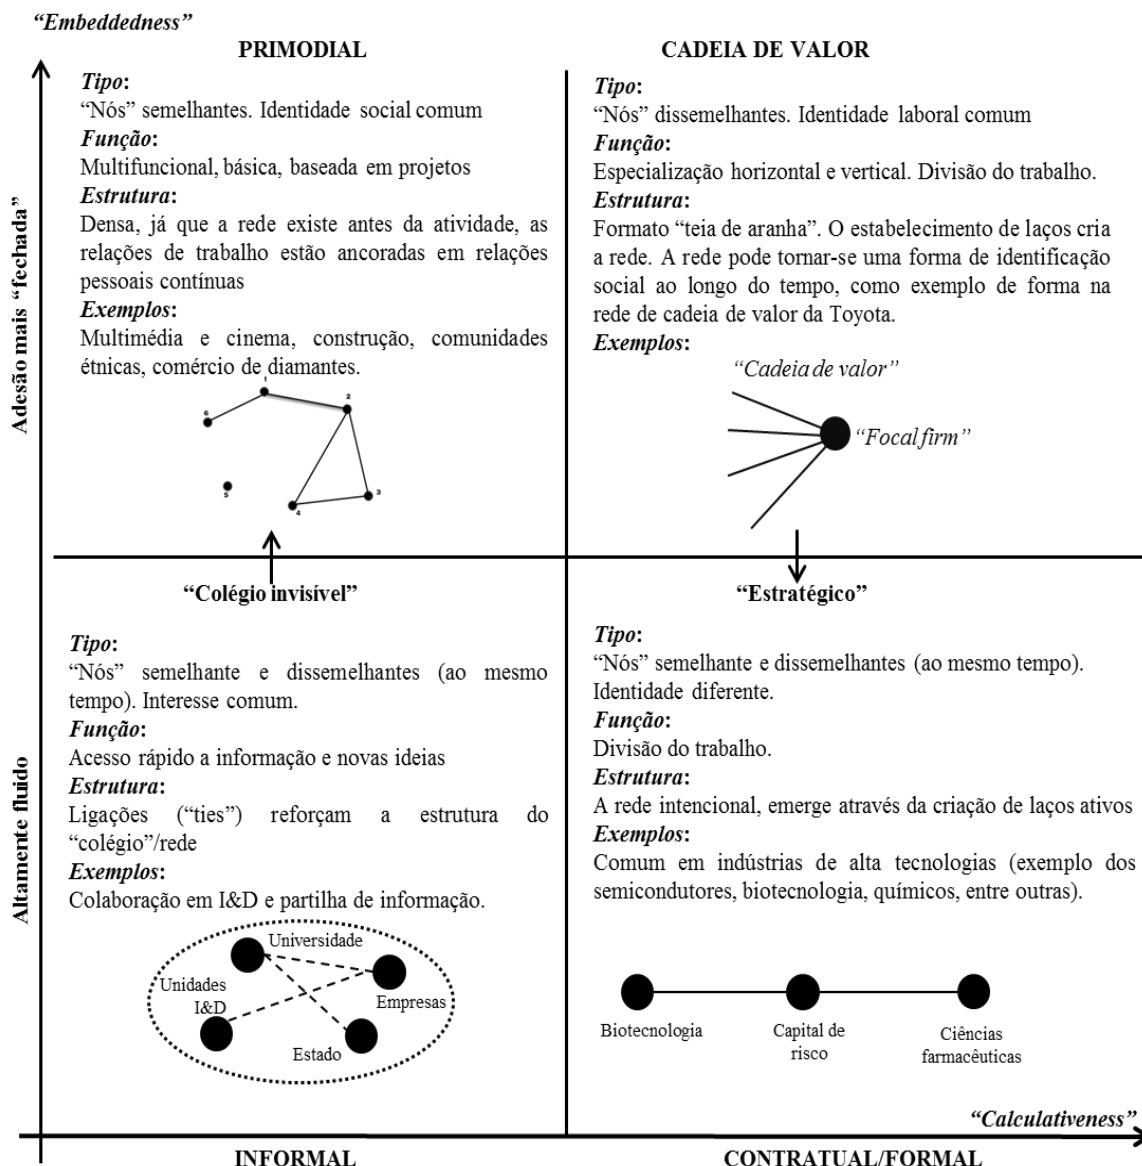 “Embeddedness”
PRIMODIAL
Tipo:
“Nós” semelhantes. Identidade social comum
Função:
Multifuncional, básica, baseada em projetos
Estrutura:
Densa, já que a rede existe antes da atividade, as
relações de trabalho estão ancoradas em relações
pessoais contínuas
Exemplos:
Multimédia e cinema, construção, comunidades
étnicas, comércio de diamantes.
1
2
6
5
3
4
CADEIA DE VALOR
Tipo:
“Nós” dissemelhantes. Identidade laboral comum
Função:
Especialização horizontal e vertical. Divisão do trabalho.
Estrutura:
Formato “teia de aranha”. O estabelecimento de laços cria
a rede. A rede pode tornar-se uma forma de identificação
social ao longo do tempo, como exemplo de forma na
rede de cadeia de valor da Toyota.
Exemplos:
“Cadeia de valor”
“Focal firm”
Adesão mais “fechada”
“Colégio invisível”
Tipo:
“Nós” semelhante e dissemelhantes (ao mesmo
tempo). Interesse comum.
Função:
Acesso rápido a informação e novas ideias
Estrutura:
Ligações (“ties”) reforçam a estrutura do
“colégio”/rede
Exemplos:
Colaboração em I&D e partilha de informação.
Universidade
Unidades
I&D
Empresas
Estado
“Estratégico”
Tipo:
“Nós” semelhante e dissemelhantes (ao mesmo tempo).
Identidade diferente.
Função:
Divisão do trabalho.
Estrutura:
A rede intencional, emerge através da criação de laços ativos
Exemplos:
Comum em indústrias de alta tecnologias (exemplo dos
semicondutores, biotecnologia, químicos, entre outras).
Biotecnologia
Capital de
risco
Ciências
farmacêuticas
Altamente fluido
“Calculativeness”
INFORMAL
CONTRATUAL/FORMAL